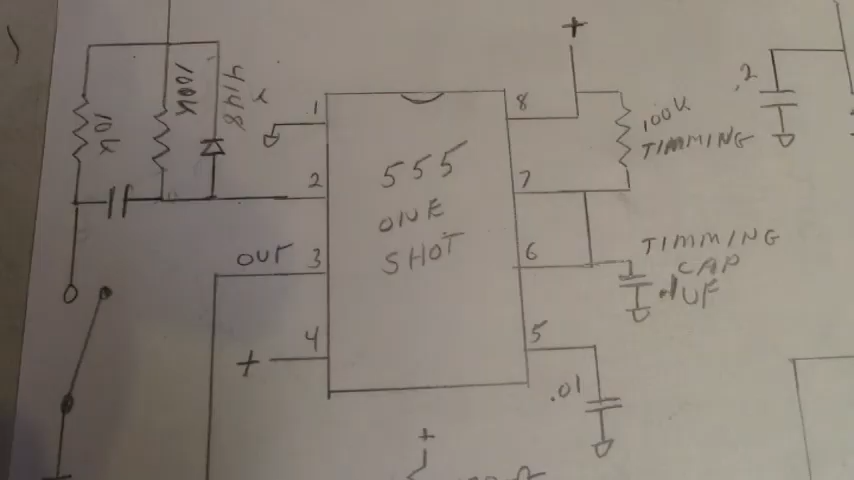 +
.2
4148
100K
10K
1
8
100K
TIMMING
555
ONE
SHOT
2
7
OUT
3
6
TIMMING
CAP
.1UF
+
4
5
.01
+